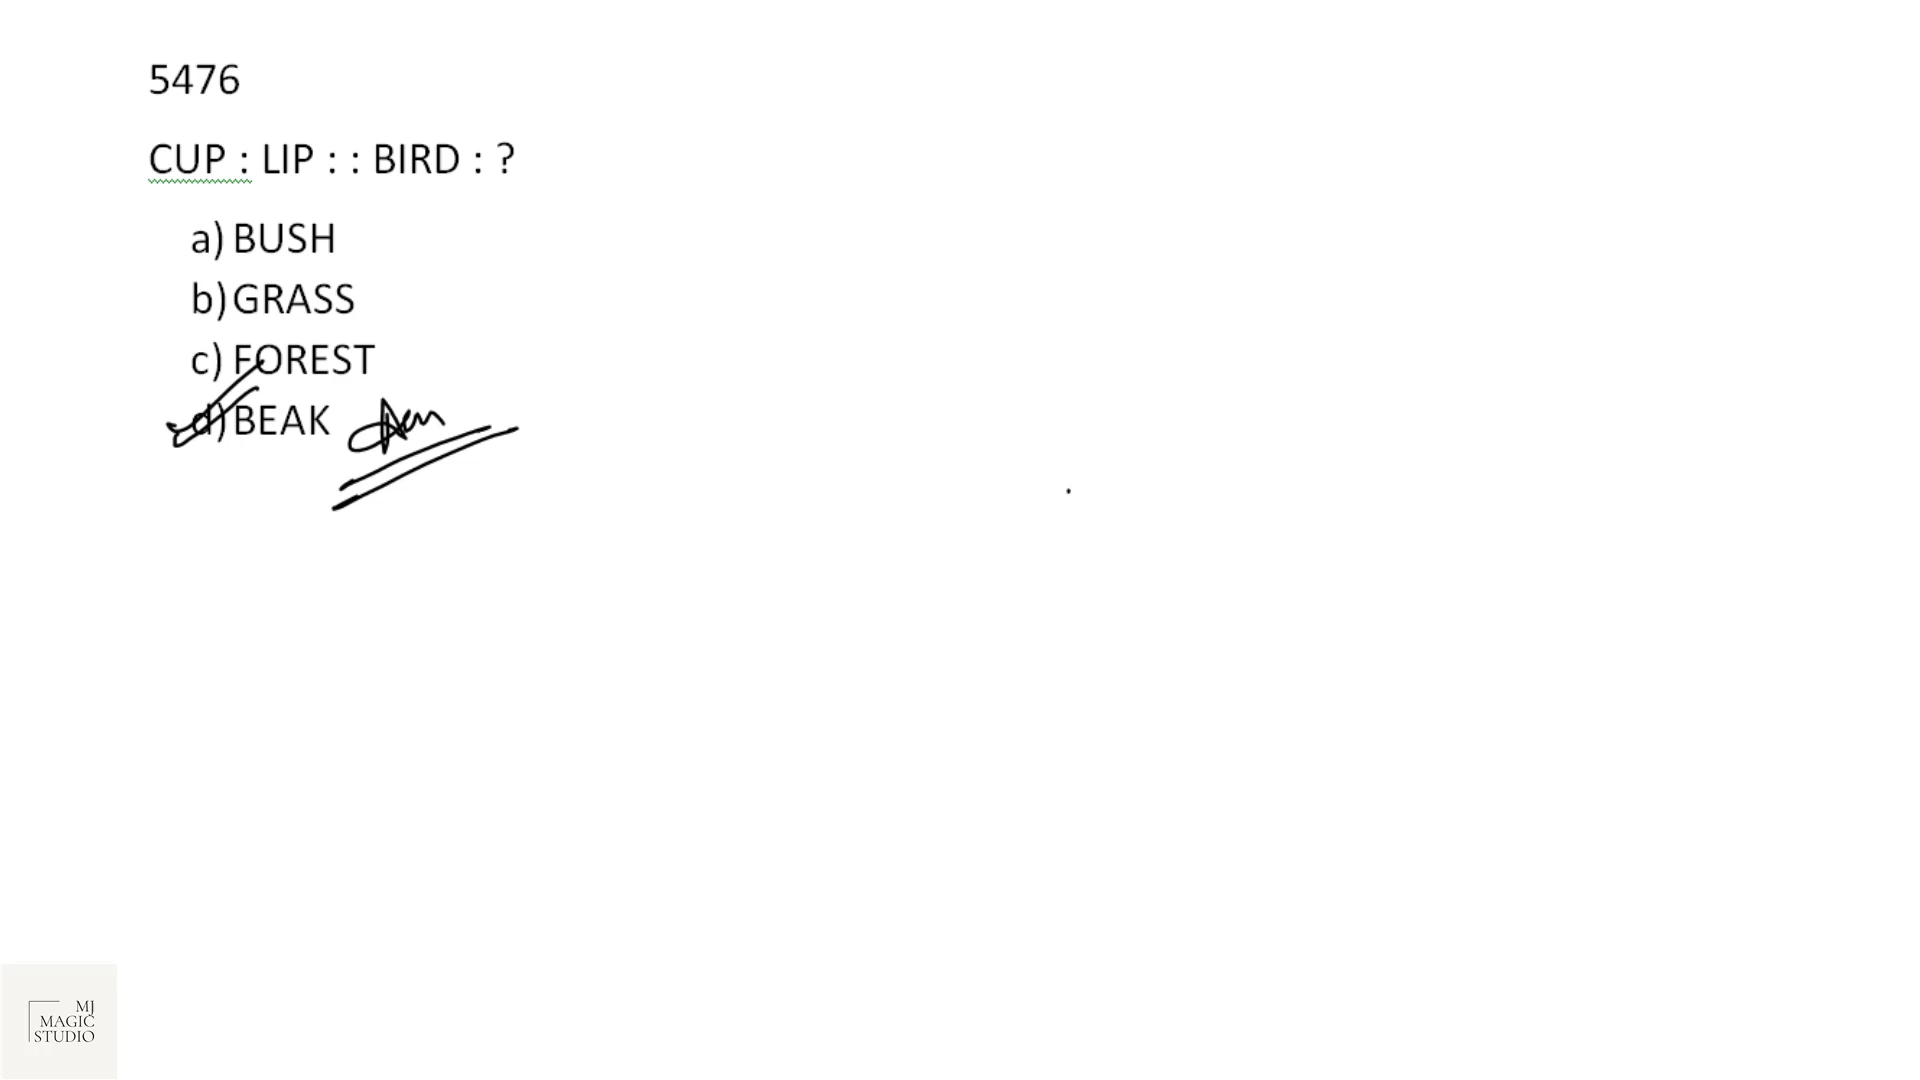 5476
CUP : LIP : : BIRD : ?
a) BUSH
b) GRASS
c) FOREST
d) BEAK
MJ
MAGIC
STUDIO